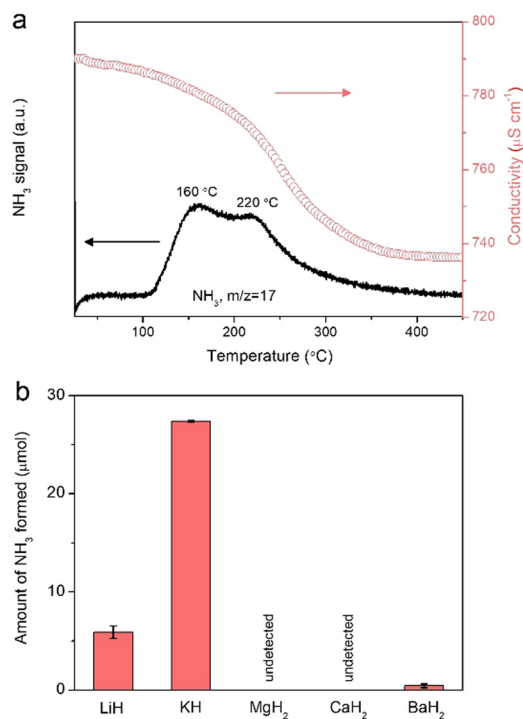 a
NH₃ signal (a.u.)
160 °C
220 °C
NH₃, m/z=17
100
200
300
400
Temperature (°C)
800
780
760
740
720
Conductivity (μS cm⁻¹)
b
Amount of NH₃ formed (μmol)
30
20
10
0
undetected
undetected
LiH
KH
MgH₂
CaH₂
BaH₂